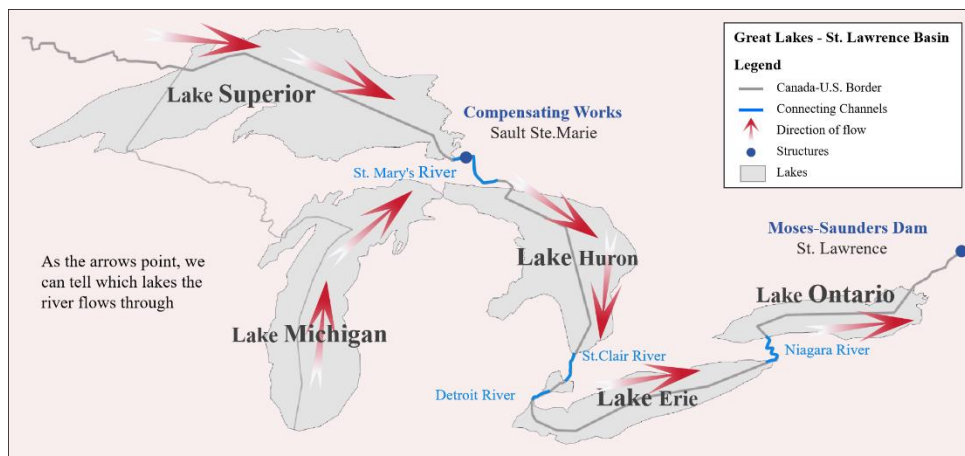 Great Lakes - St. Lawrence Basin
Legend
Canada-U.S. Border
Connecting Channels
Direction of flow
Structures
Lakes
Lake Superior
Compensating Works
Sault Ste.Marie
St. Mary's River
Moses-Saunders Dam
St. Lawrence
As the arrows point, we
can tell which lakes the
river flows through
Lake Huron
Lake Ontario
Lake Michigan
St.Clair River
Niagara River
Detroit River
Lake Erie